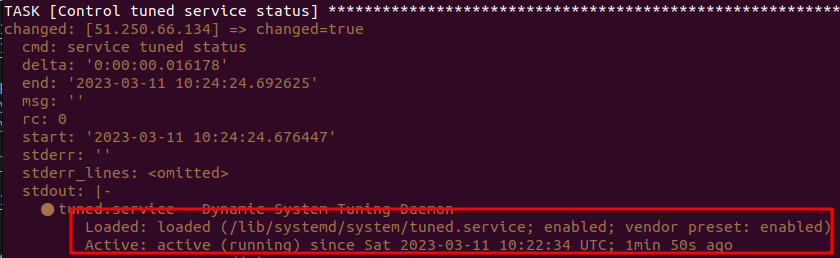 TASK [Control tuned service status] *********************************************************
changed: [51.250.66.134] => changed=true
cmd: service tuned status
delta: '0:00:00.016178'
end: '2023-03-11 10:24:24.692625'
msg: ''
rc: 0
start: '2023-03-11 10:24:24.676447'
stderr: ''
stderr_lines: <omitted>
stdout: |-
● tuned.service - Dynamic System Tuning Daemon
Loaded: loaded (/lib/systemd/system/tuned.service; enabled; vendor preset: enabled)
Active: active (running) since Sat 2023-03-11 10:22:34 UTC; 1min 50s ago